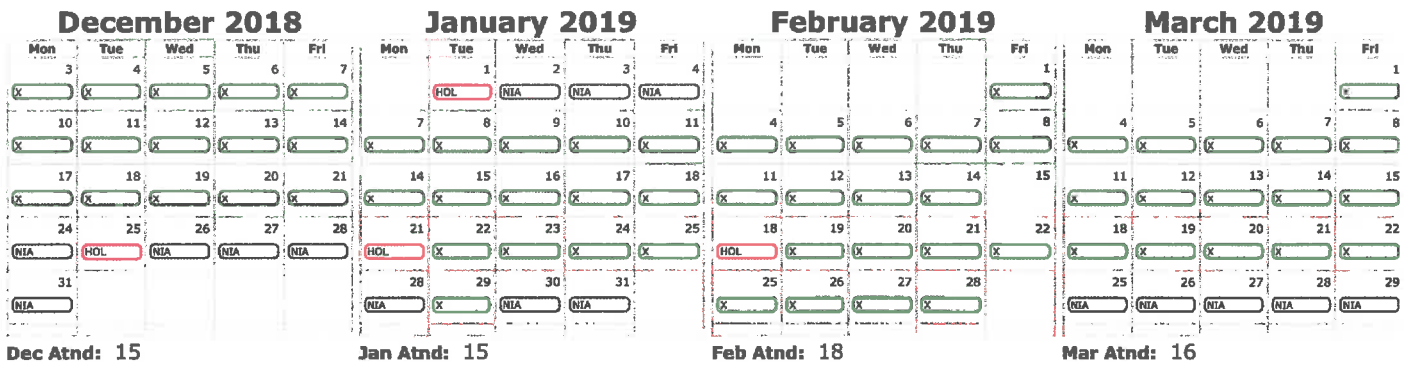 December 2018
Mon Tue Wed Thu Fri
3 4 5 6 7
X X X X X
10 11 12 13 14
X X X X X
17 18 19 20 21
X X X X X
24 25 26 27 28
NIA HOL NIA NIA NIA
31
NIA
Dec Atnd: 15
January 2019
Mon Tue Wed Thu Fri
1 2 3 4
HOL NIA NIA NIA
7 8 9 10 11
X X X X X
14 15 16 17 18
X X X X X
21 22 23 24 25
HOL X X X X
28 29 30 31
NIA X NIA NIA
Jan Atnd: 15
February 2019
Mon Tue Wed Thu Fri
1
X
4 5 6 7 8
X X X X X
11 12 13 14 15
X X X X
18 19 20 21 22
HOL X X X X
25 26 27 28
X X X X
Feb Atnd: 18
March 2019
Mon Tue Wed Thu Fri
1
X
4 5 6 7 8
X X X X X
11 12 13 14 15
X X X X X
18 19 20 21 22
X X X X X
25 26 27 28 29
NIA NIA NIA NIA NIA
Mar Atnd: 16